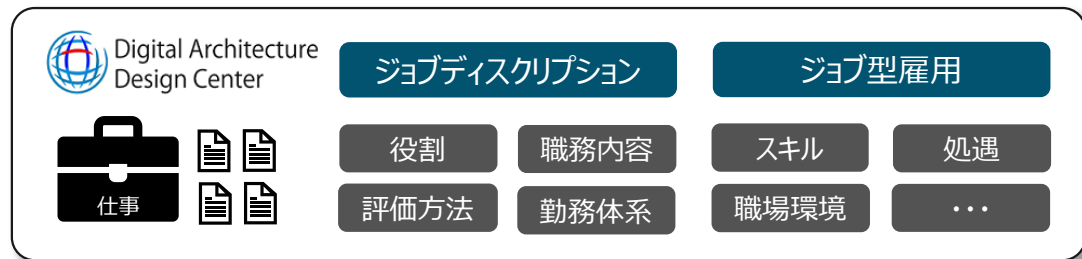 Digital Architecture
Design Center
ジョブディスクリプション
ジョブ型雇用
仕事
役割
職務内容
スキル
処遇
評価方法
勤務体系
職場環境
・・・